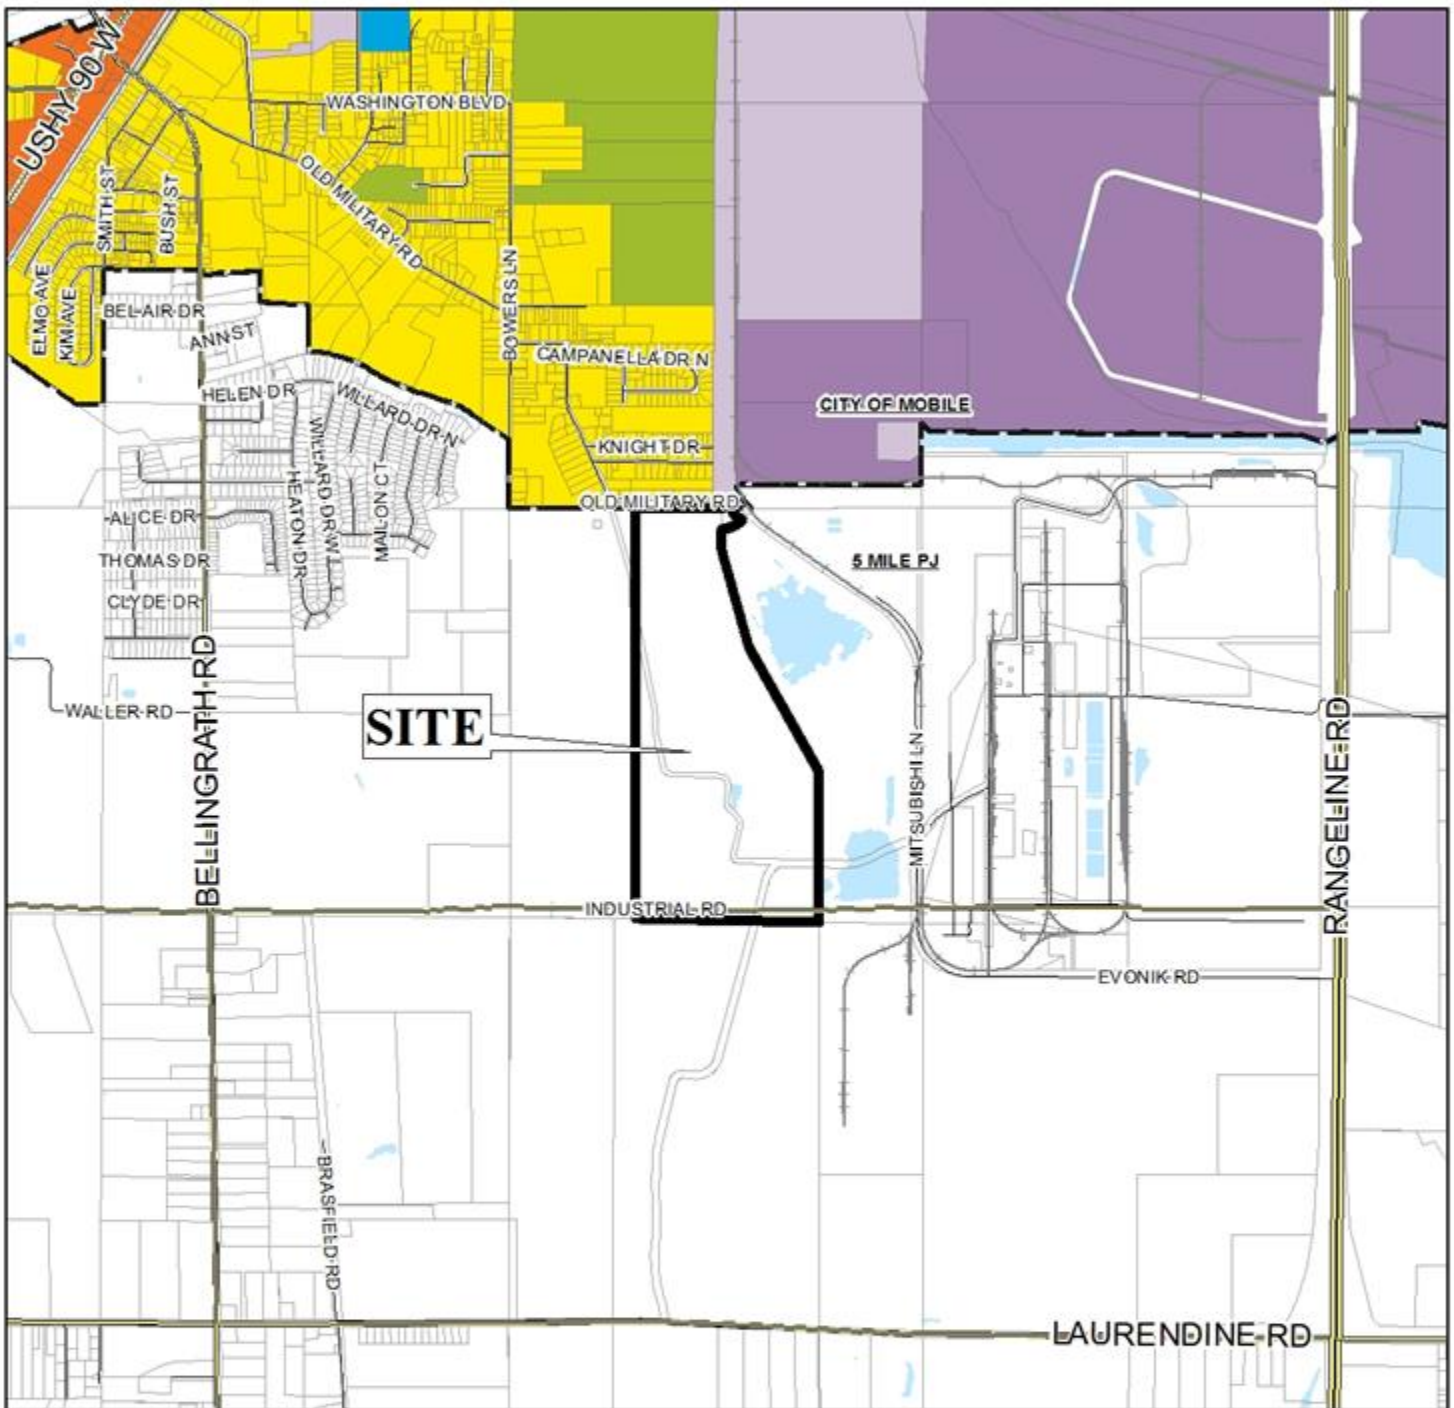 USHY 90 W
WASHINGTON BLVD
OLD MILITARY RD
SMITH ST
BUSH ST
BOWERS LN
ELMO AVE
KIM AVE
BEL AIR DR
ANN ST
CAMPANELLA DR N
HELEN DR
WILLARD DR N
CITY OF MOBILE
KNIGHT DR
WILLARD DR W
HEATON DR
MAILON CT
OLD MILITARY RD
ALICE DR
THOMAS DR
5 MILE PJ
CLYDE DR
BELLINGRATH RD
WALLER RD
SITE
MITSUBISHI LN
RANGELINE RD
INDUSTRIAL RD
EVONIK RD
BRASFIELD RD
LAURENDINE RD